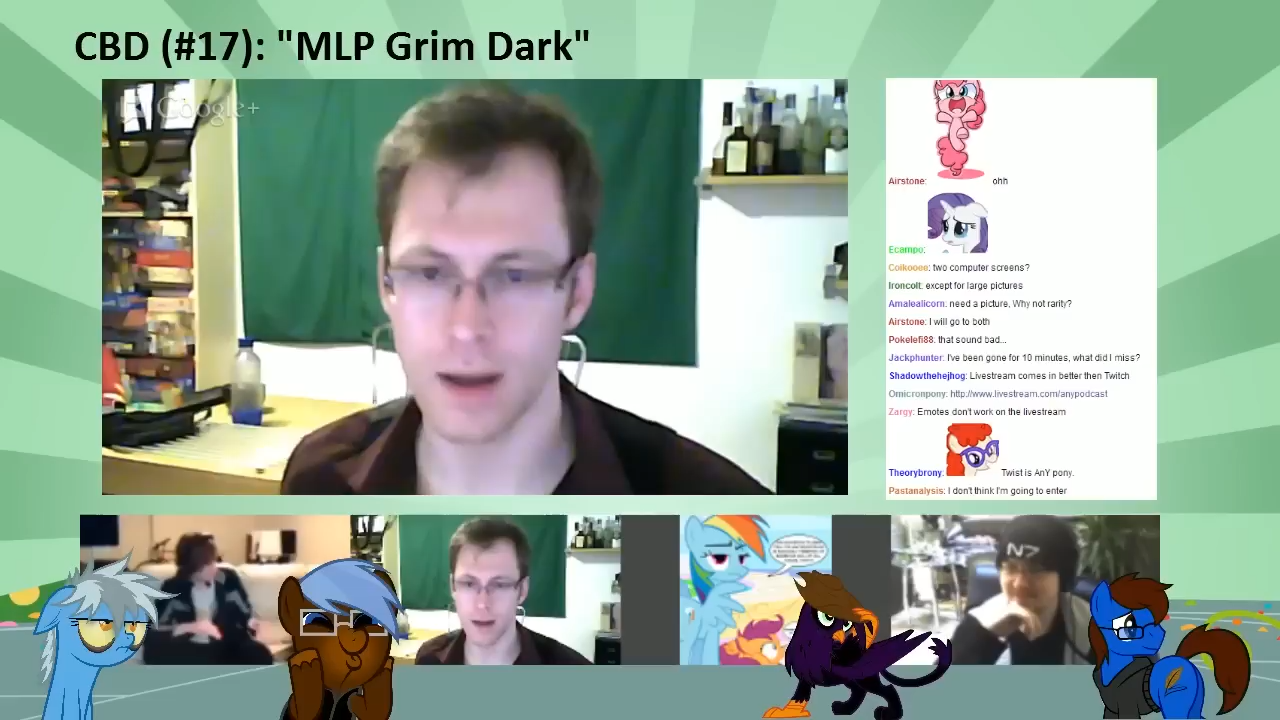 CBD (#17): "MLP Grim Dark"
Google+
Airstone: ohh
Ecampo:
Coikooee: two computer screens?
Ironcolt: except for large pictures
Amalealicorn: need a picture, Why not rarity?
Airstone: I will go to both
Pokelefi88: that sound bad...
Jackphunter: I've been gone for 10 minutes, what did I miss?
Shadowthehejhog: Livestream comes in better then Twitch
Omicronpony: http://www.livestream.com/anypodcast
Zargy: Emotes don't work on the livestream
Theorybrony: Twist is AnY pony.
Pastanalysis: I don't think I'm going to enter
N7